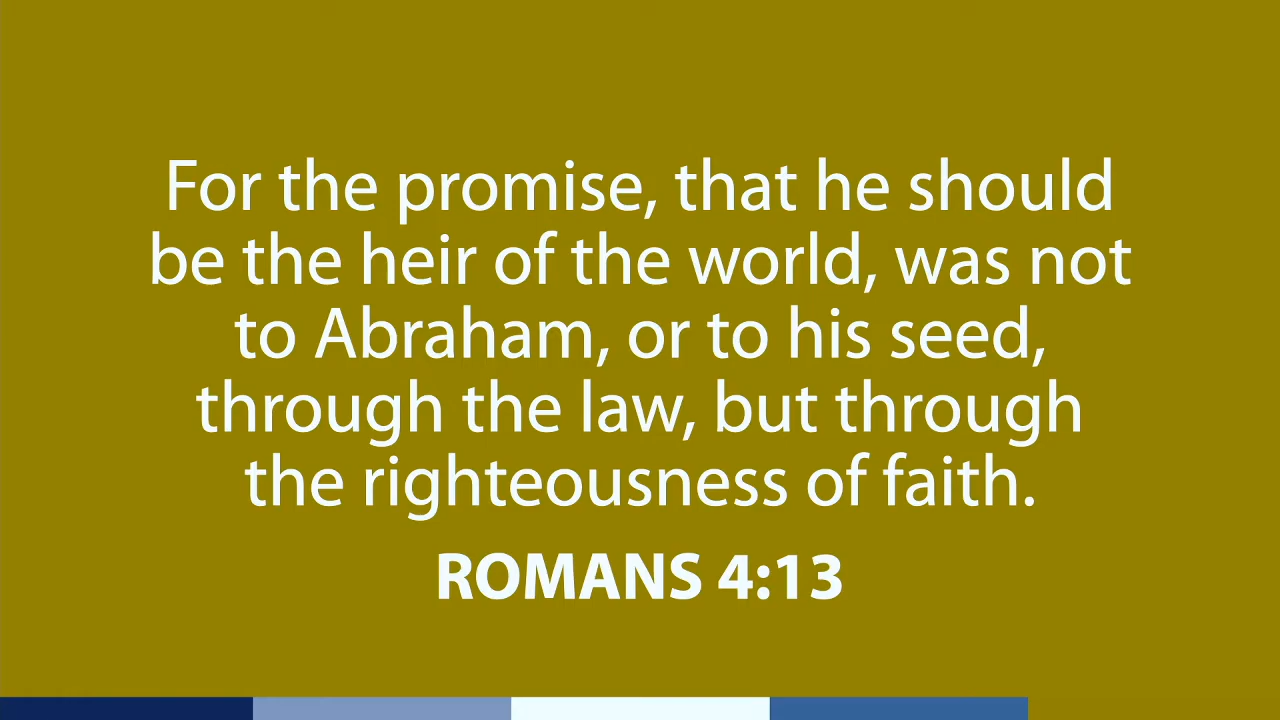 For the promise, that he should
be the heir of the world, was not
to Abraham, or to his seed,
through the law, but through
the righteousness of faith.
ROMANS 4:13